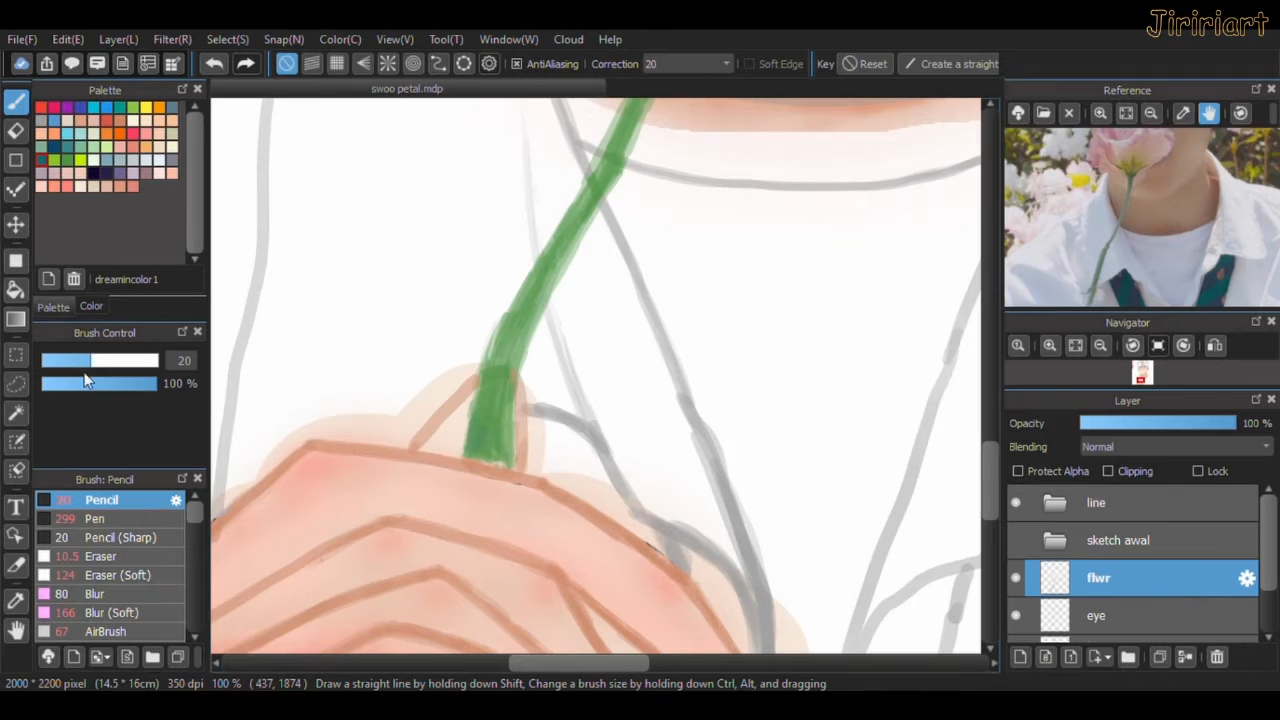 Jiririart
File(F) Edit(E) Layer(L) Filter(R) Select(S) Snap(N) Color(C) View(V) Tool(T) Window(W) Cloud Help
AntiAliasing Correction 20 Soft Edge Key Reset Create a straight
Palette
swoo petal.mdp
Reference
dreamincolor1
Palette Color
Brush Control
20
100 %
Navigator
Layer
Opacity 100 %
Blending Normal
Protect Alpha Clipping Lock
line
sketch awal
flwr
eye
Brush: Pencil
20 Pencil
299 Pen
20 Pencil (Sharp)
10.5 Eraser
124 Eraser (Soft)
80 Blur
166 Blur (Soft)
67 AirBrush
2000 * 2200 pixel (14.5 * 16cm) 350 dpi 100 % ( 437, 1874 ) Draw a straight line by holding down Shift, Change a brush size by holding down Ctrl, Alt, and dragging